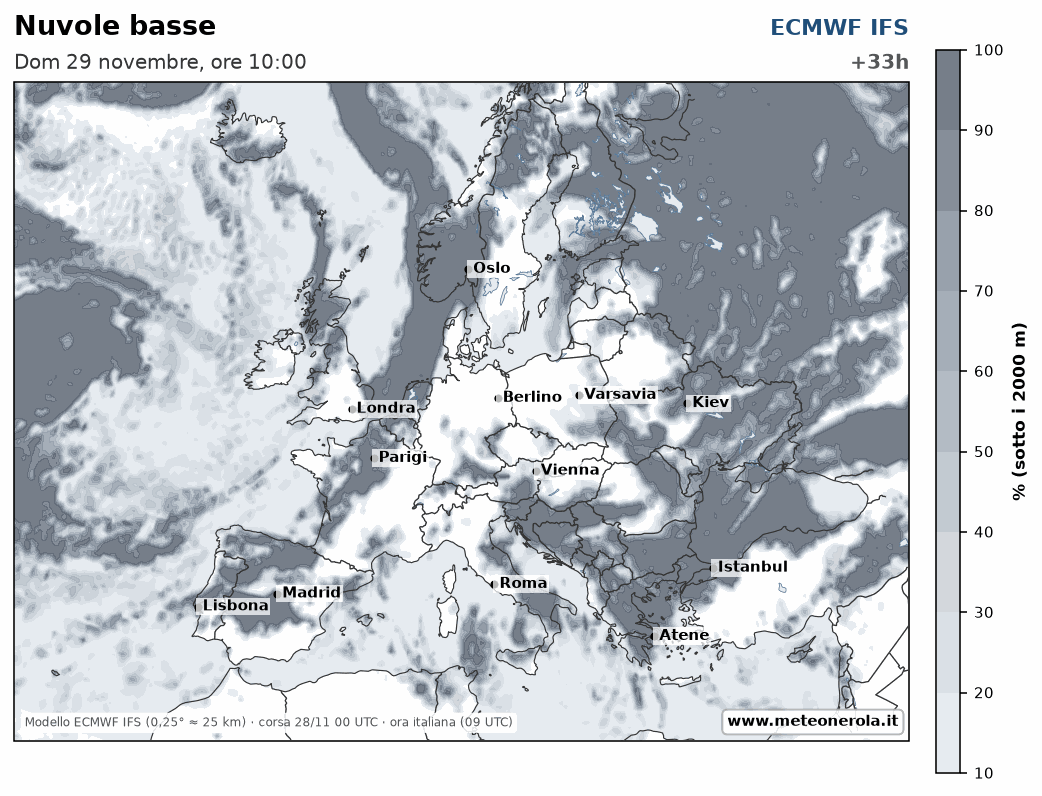 Nuvole basse
ECMWF IFS
Dom 29 novembre, ore 10:00
+33h
100
90
80
70
60
50
40
30
20
10
% (sotto i 2000 m)
Oslo
Berlino
Varsavia
Kiev
Londra
Parigi
Vienna
Istanbul
Roma
Madrid
Lisbona
Atene
Modello ECMWF IFS (0,25° ≈ 25 km) · corsa 28/11 00 UTC · ora italiana (09 UTC)
www.meteonerola.it